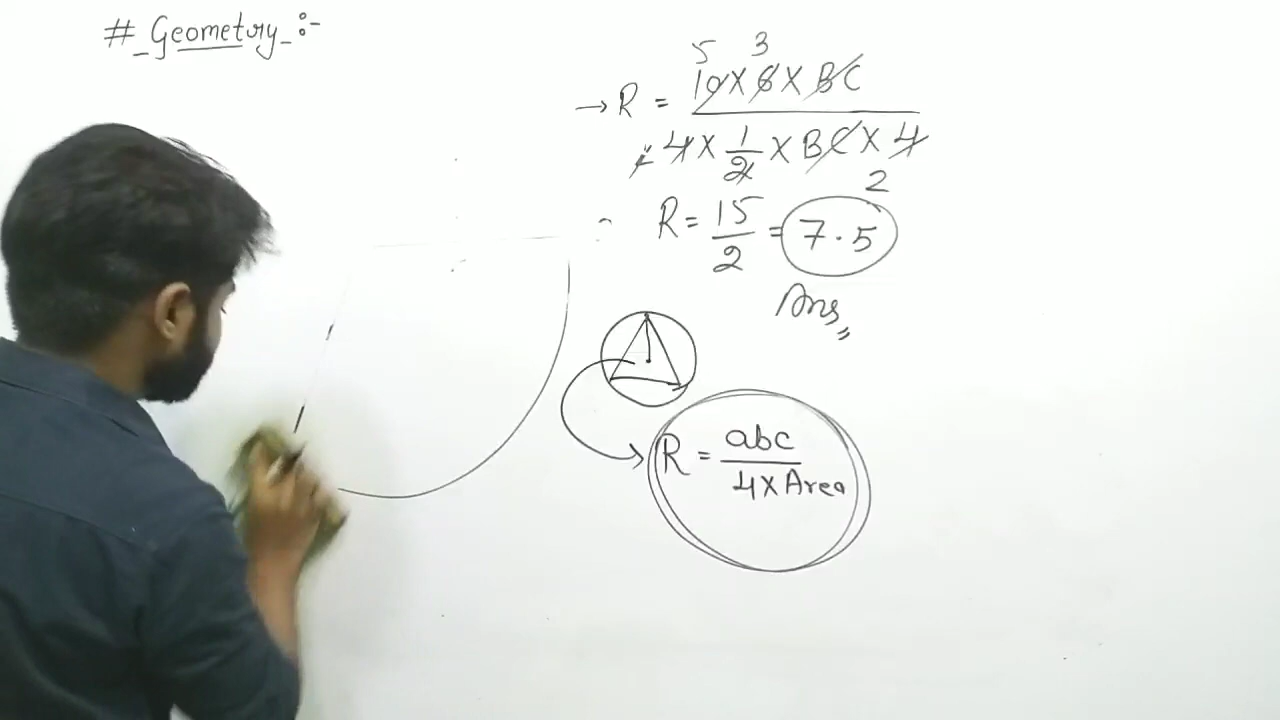 # Geometry :-
5 3
→ R = 10 X 6 X BC
4 X 1/2 X BC X 4
2
R = 15/2 = 7.5
Ans
R = abc / 4 X Area